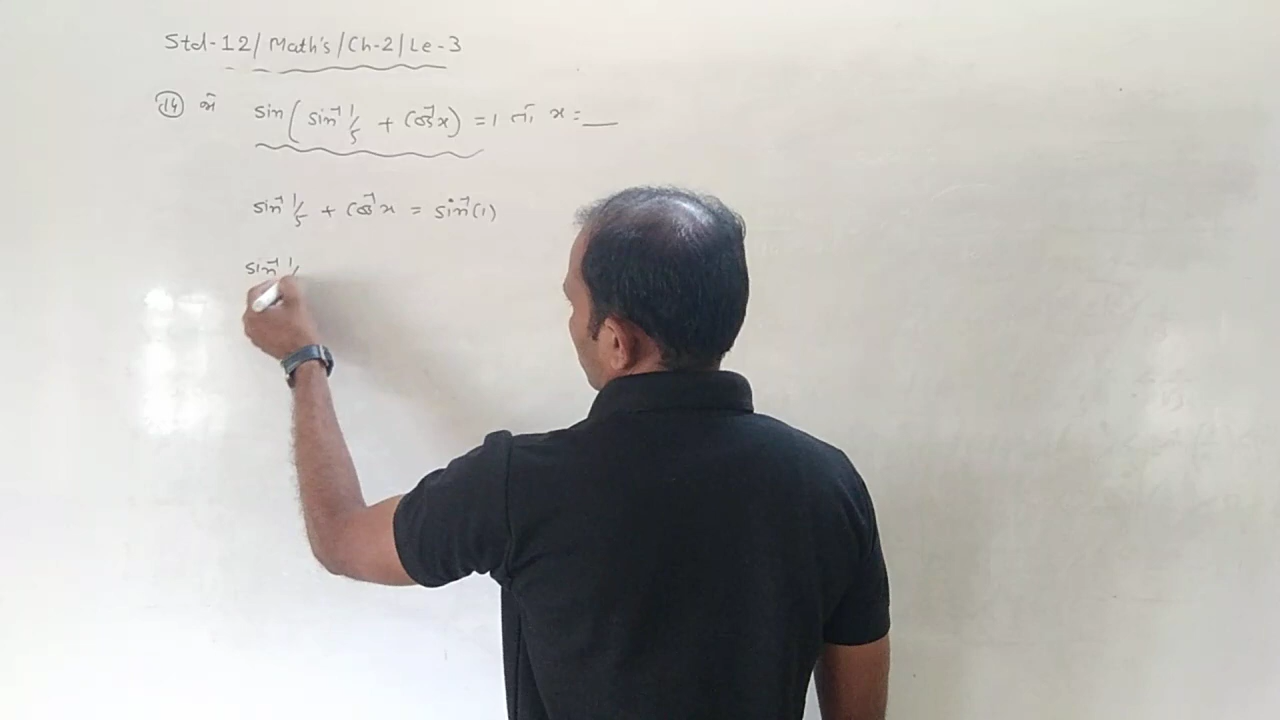 Std-12/ Math's / Ch-2/ Le-3
(14) જો sin(sin⁻¹ 1/5 + cos⁻¹x) = 1 તો, x = __
sin⁻¹ 1/5 + cos⁻¹x = sin⁻¹(1)
sin⁻¹ 1/